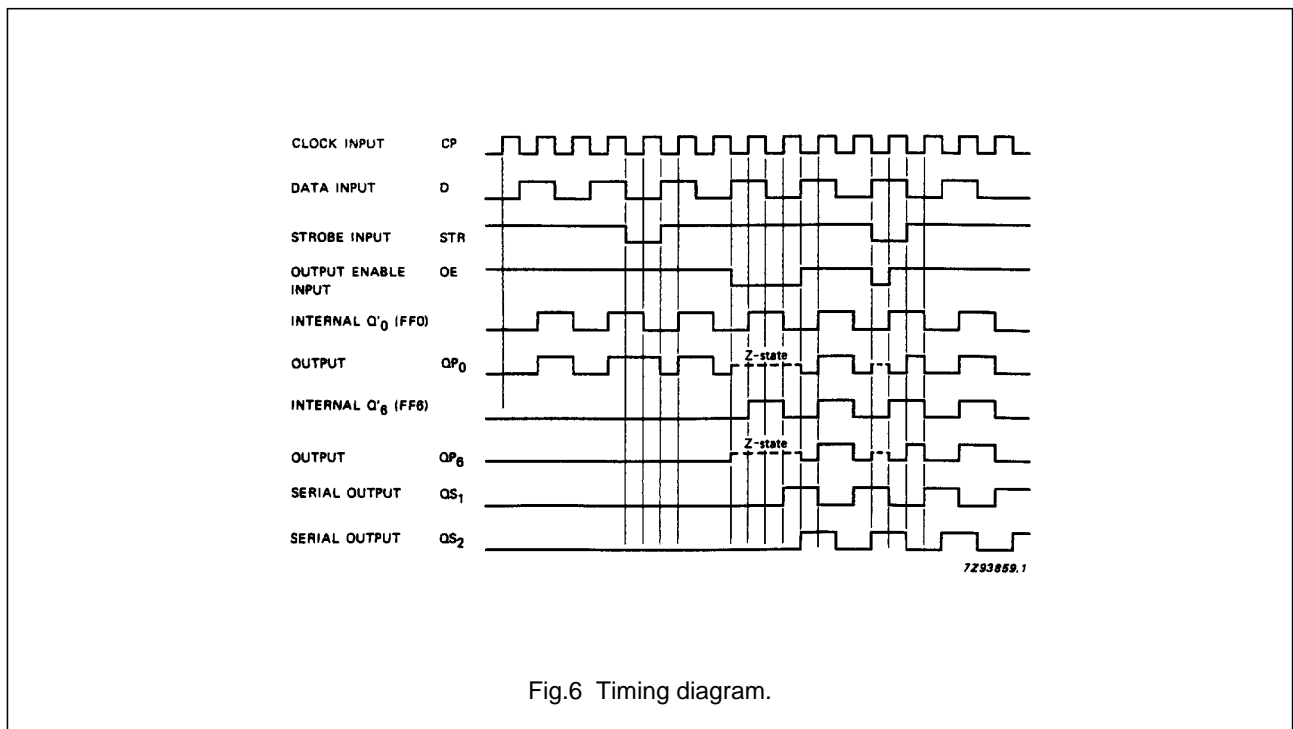 CLOCK INPUT CP
DATA INPUT D
STROBE INPUT STR
OUTPUT ENABLE INPUT OE
INTERNAL Q'0 (FF0)
Z-state
OUTPUT QP0
INTERNAL Q'6 (FF6)
Z-state
OUTPUT QP6
SERIAL OUTPUT QS1
SERIAL OUTPUT QS2
7Z93859.1
Fig.6 Timing diagram.